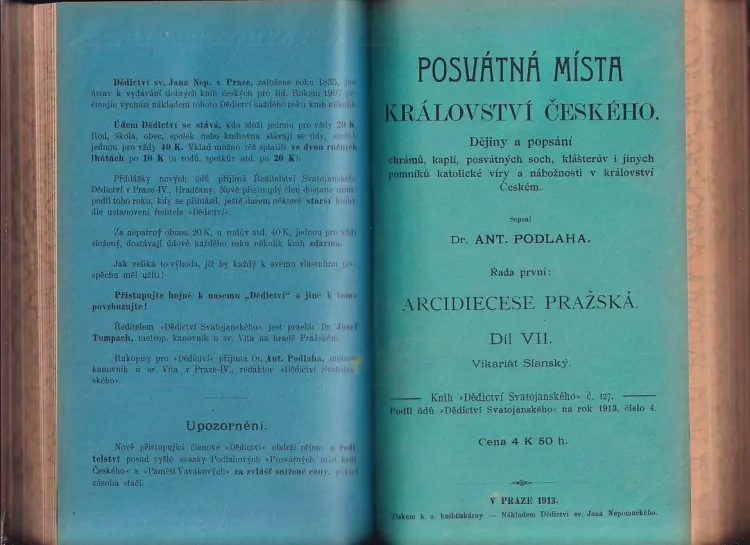 Dědictví sv. Jana Nep. v Praze, založené roku 1835, jest
ústav k vydávání dobrých knih českých pro lid. Rokem 1907
počínajíc vychází nákladem tohoto Dědictví každého roku knih několik.
Údem Dědictví se stává, kdo složí jednou pro vždy 20 K.
Rod, škola, obec, spolek nebo knihovna stávají se údy, složí-li
jednou pro vždy 40 K. Vklad možno též splatiti ve dvou ročních
lhůtách po 10 K (u rodů, spolkův atd. po 20 K).
Přihlášky nových údů přijímá Ředitelství Svatojanského
Dědictví v Praze-IV., Hradčany. Nově přistouplý člen dostane mimo
podíl toho roku, kdy se přihlásil, ještě darem některé starší knihy
dle ustanovení ředitele »Dědictví«.
Za nepatrný obnos 20 K, u rodův atd. 40 K, jednou pro vždy
složený, dostávají údové každého roku několik knih zdarma.
Jak veliká to výhoda, jíž by každý k svému vlastnímu pro-
spěchu měl užíti!
Přistupujte hojně k našemu „Dědictví“ a jiné k tomu
povzbuzujte!
Ředitelem »Dědictví Svatojanského« jest praelát Dr. Josef
Tumpach, metrop. kanovník u sv. Víta na hradě Pražském.
Rukopisy pro »Dědictví« přijímá Dr. Ant. Podlaha, metrop.
kanovník u sv. Víta v Praze-IV., redaktor »Dědictví Svatojan-
ského«.
Upozornění.
Nově přistupující členové »Dědictví« obdrží přímo u ředi-
telství posud vyšlé svazky Podlahových »Posvátných míst král.
Českého« a »Pamětí Vavákových« za zvlášť snížené ceny, pokud
zásoba stačí.
POSVÁTNÁ MÍSTA
KRÁLOVSTVÍ ČESKÉHO.
Dějiny a popsání
chrámů, kaplí, posvátných soch, klášterův i jiných
pomníků katolické víry a nábožnosti v království
Českém.
Sepsal
Dr. ANT. PODLAHA.
Řada první:
ARCIDIECESE PRAŽSKÁ.
Díl VII.
Vikariát Slanský.
Knih »Dědictví Svatojanského« č. 127.
Podíl údů »Dědictví Svatojanského« na rok 1913, číslo 4.
Cena 4 K 50 h.
V PRAZE 1913.
Tiskem k. a. knihtiskárny. — Nákladem Dědictví sv. Jana Nepomuckého.